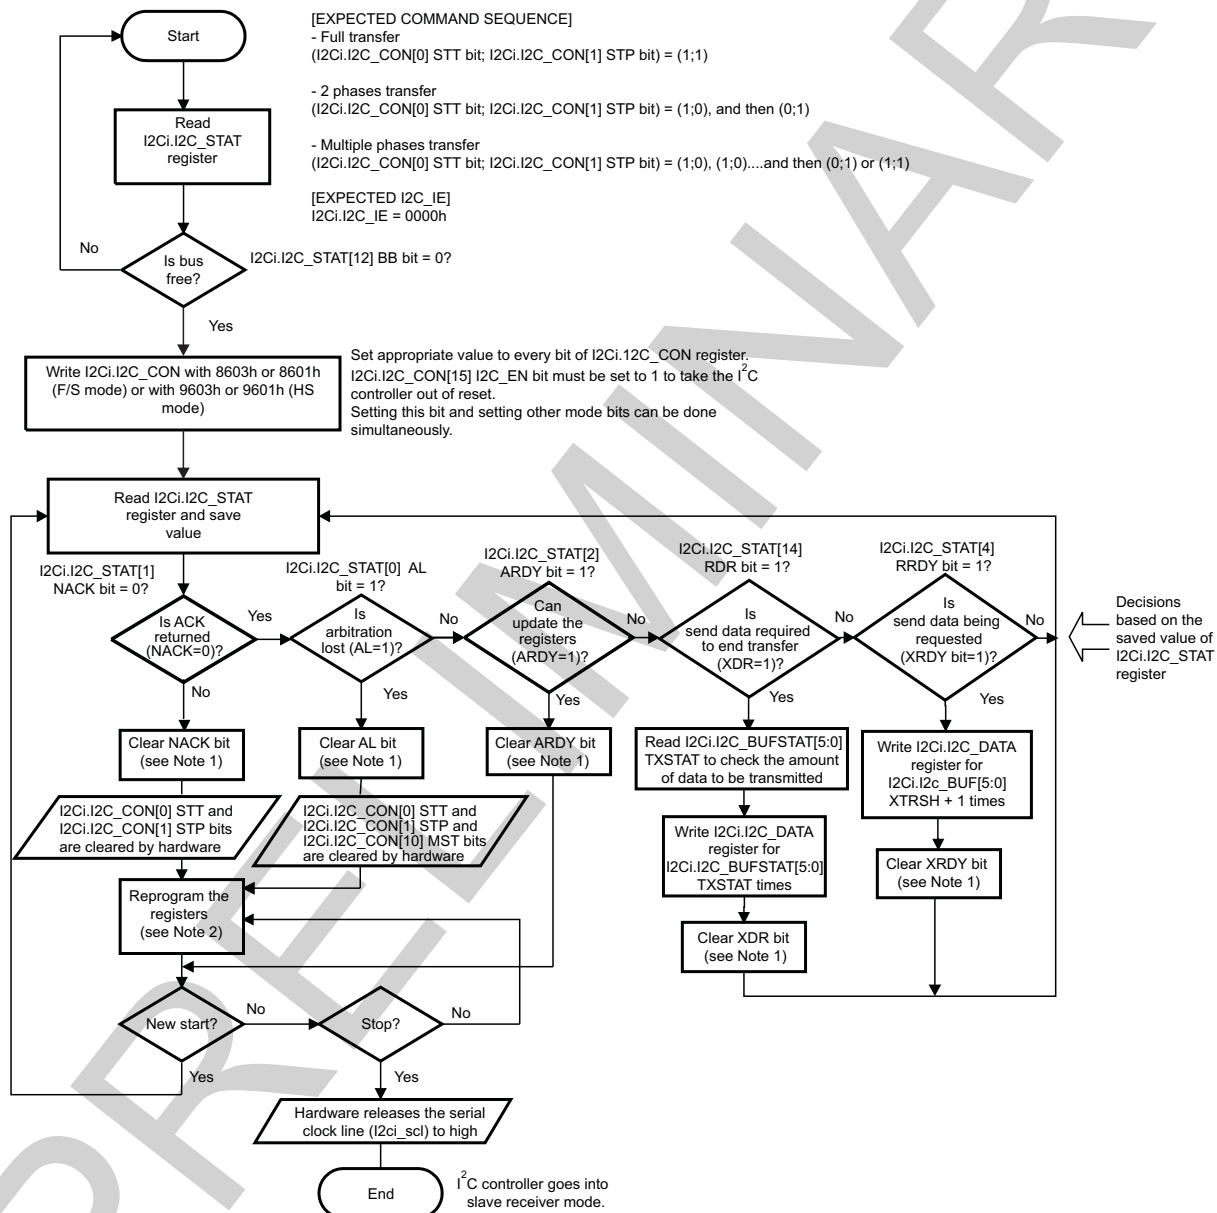 Start
[EXPECTED COMMAND SEQUENCE]
- Full transfer
(I2Ci.I2C_CON[0] STT bit; I2Ci.I2C_CON[1] STP bit) = (1;1)
- 2 phases transfer
(I2Ci.I2C_CON[0] STT bit; I2Ci.I2C_CON[1] STP bit) = (1;0), and then (0;1)
- Multiple phases transfer
(I2Ci.I2C_CON[0] STT bit; I2Ci.I2C_CON[1] STP bit) = (1;0), (1;0)....and then (0;1) or (1;1)
[EXPECTED I2C_IE]
I2Ci.I2C_IE = 0000h
Read
I2Ci.I2C_STAT
register
No
Is bus
free?
I2Ci.I2C_STAT[12] BB bit = 0?
Yes
Write I2Ci.I2C_CON with 8603h or 8601h
(F/S mode) or with 9603h or 9601h (HS
mode)
Set appropriate value to every bit of I2Ci.12C_CON register.
I2Ci.I2C_CON[15] I2C_EN bit must be set to 1 to take the I2C
controller out of reset.
Setting this bit and setting other mode bits can be done
simultaneously.
Read I2Ci.I2C_STAT
register and save
value
I2Ci.I2C_STAT[1]
NACK bit = 0?
Is ACK
returned
(NACK=0)?
Yes
No
I2Ci.I2C_STAT[0] AL
bit = 1?
Is
arbitration
lost (AL=1)?
No
Yes
I2Ci.I2C_STAT[2]
ARDY bit = 1?
Can
update the
registers
(ARDY=1)?
No
Yes
I2Ci.I2C_STAT[14]
RDR bit = 1?
Is
send data required
to end transfer
(XDR=1)?
No
Yes
I2Ci.I2C_STAT[4]
RRDY bit = 1?
Is
send data being
requested
(XRDY bit=1)?
No
Yes
Decisions
based on the
saved value of
I2Ci.I2C_STAT
register
Clear NACK bit
(see Note 1)
Clear AL bit
(see Note 1)
Clear ARDY bit
(see Note 1)
Read I2Ci.I2C_BUFSTAT[5:0]
TXSTAT to check the amount
of data to be transmitted
Write I2Ci.I2C_DATA
register for
I2Ci.I2c_BUF[5:0]
XTRSH + 1 times
I2Ci.I2C_CON[0] STT and
I2Ci.I2C_CON[1] STP bits
are cleared by hardware
I2Ci.I2C_CON[0] STT and
I2Ci.I2C_CON[1] STP and
I2Ci.I2C_CON[10] MST bits
are cleared by hardware
Write I2Ci.I2C_DATA
register for
I2Ci.I2C_BUFSTAT[5:0]
TXSTAT times
Clear XRDY bit
(see Note 1)
Reprogram the
registers
(see Note 2)
Clear XDR bit
(see Note 1)
New start?
No
Yes
Stop?
No
Yes
Hardware releases the serial
clock line (I2ci_scl) to high
End
I2C controller goes into
slave receiver mode.
PRELIMINAR